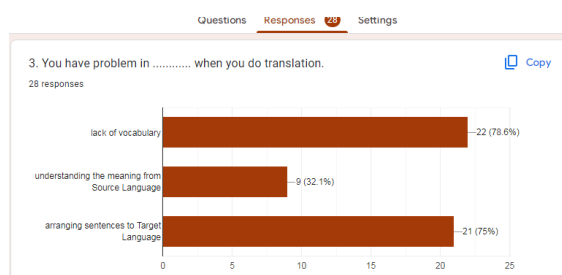 Questions Responses 28 Settings
3. You have problem in ............ when you do translation.
Copy
28 responses
lack of vocabulary
22 (78.6%)
understanding the meaning from
Source Language
9 (32.1%)
arranging sentences to Target
Language
21 (75%)
0 5 10 15 20 25